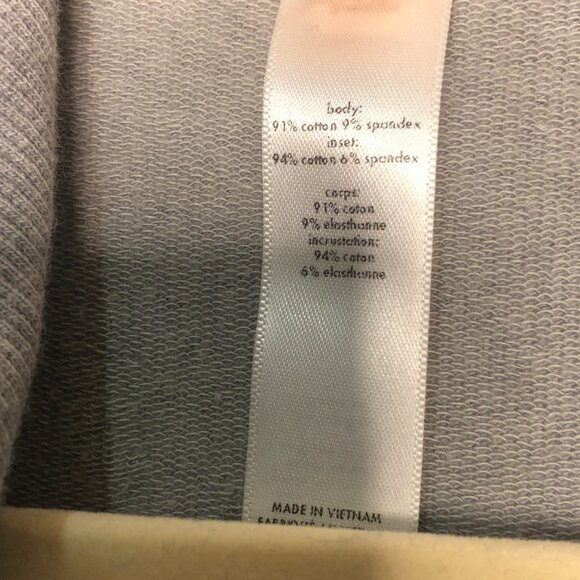 body:
91% cotton 9% spandex
inset:
94% cotton 6% spandex
corps:
91% coton
9% elasthanne
incrustation:
94% coton
6% elasthanne
MADE IN VIETNAM
FABRIQUÉ